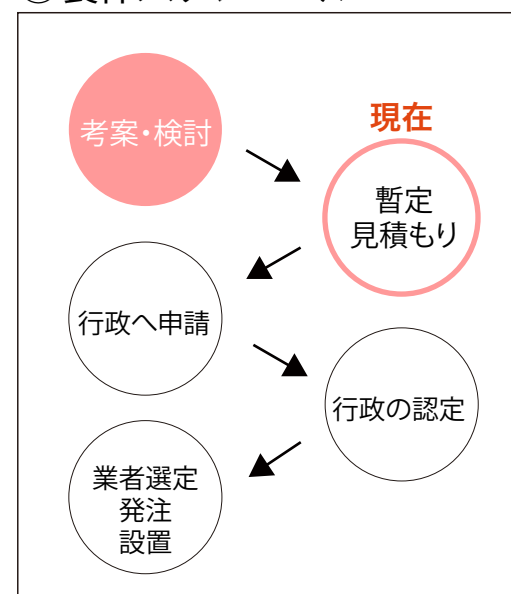 考案・検討
現在
暫定
見積もり
行政へ申請
行政の認定
業者選定
発注
設置